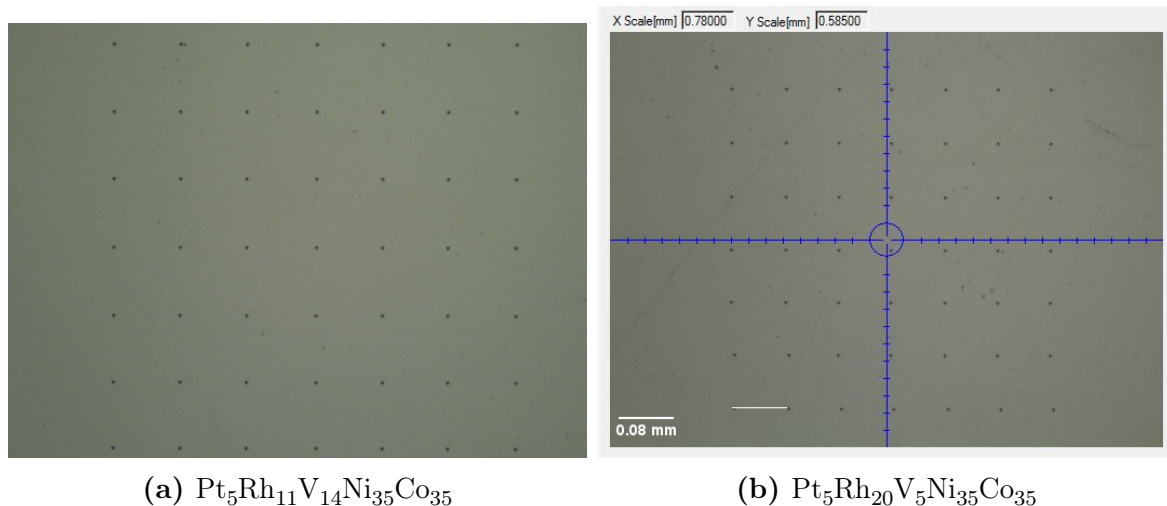 X Scale[mm] 0.78000 Y Scale[mm] 0.58500
0.08 mm
(a) Pt₅Rh₁₁V₁₄Ni₃₅Co₃₅
(b) Pt₅Rh₂₀V₅Ni₃₅Co₃₅